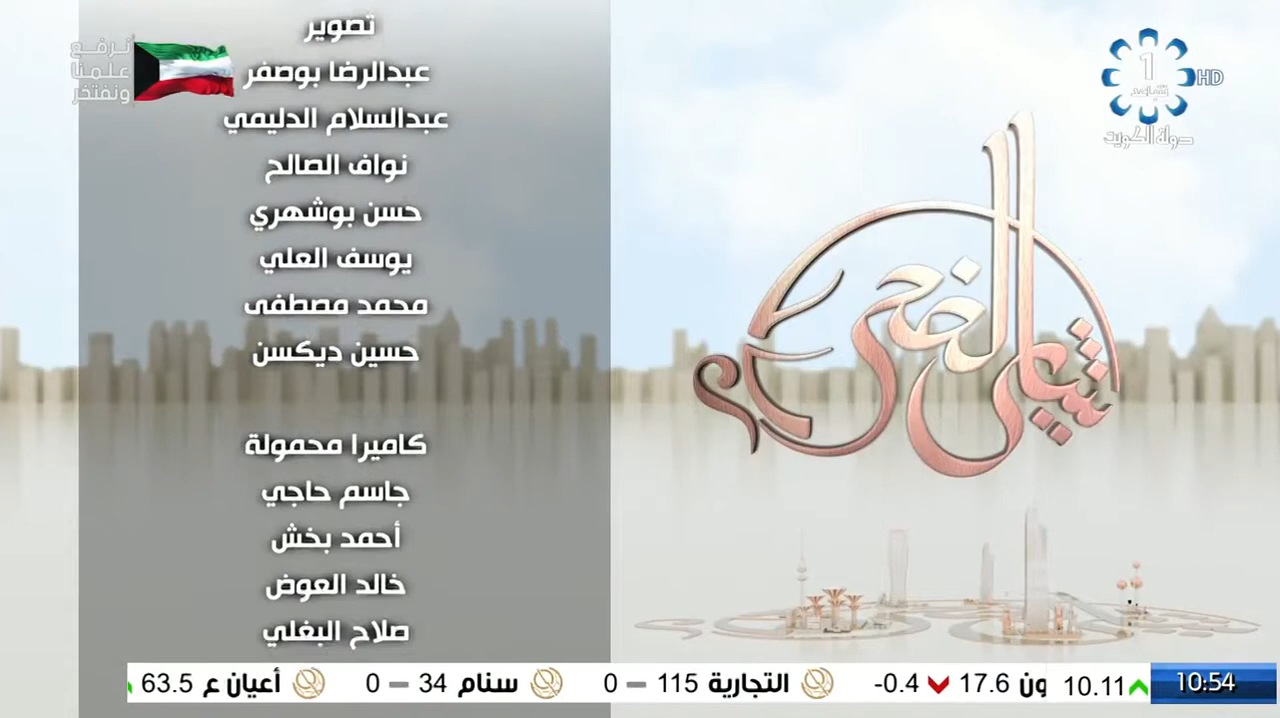 تصوير
عبدالرضا بوصفر
عبدالسلام الدليمي
نواف الصالح
حسن بوشهري
يوسف العلي
محمد مصطفى
حسين ديكسن
كاميرا محمولة
جاسم حاجي
أحمد بخش
خالد العوض
صلاح البغلي
نرفع
علمنا
ونفتخر
1
HD
نتباعد
دولة الكويت
الضحى
10:54
10.11
ون 17.6 -0.4
التجارية 115 0
سنام 34 0
أعيان ع 63.5